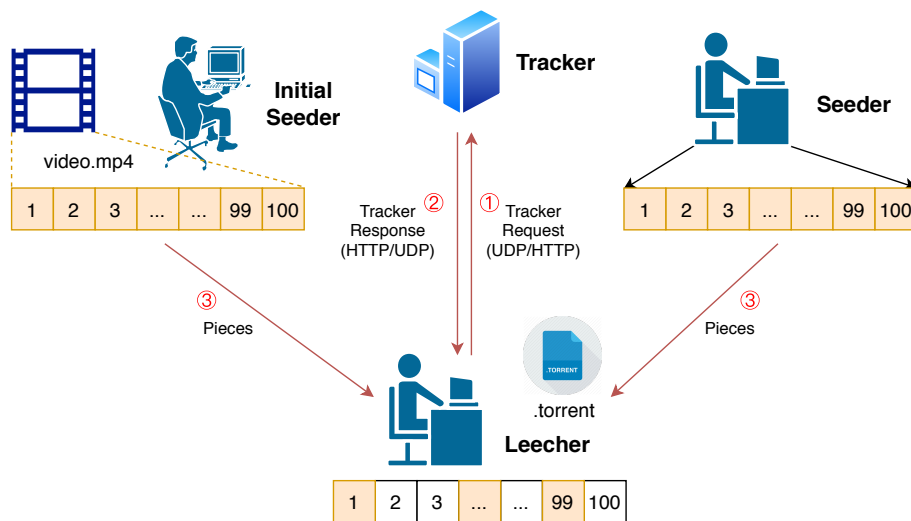 Tracker
Initial
Seeder
Seeder
video.mp4
1 2 3 ... ... 99 100
1 2 3 ... ... 99 100
② ①
Tracker
Response
(HTTP/UDP)
Tracker
Request
(UDP/HTTP)
③
Pieces
③
Pieces
.TORRENT
.torrent
Leecher
1 2 3 ... ... 99 100